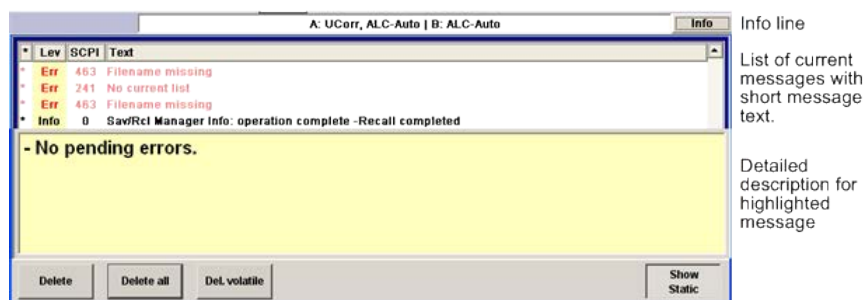 A: UCorr, ALC-Auto | B: ALC-Auto Info Info line
* Lev SCPI Text
* Err 463 Filename missing
* Err 241 No current list
* Err 463 Filename missing
* Info 0 Sav/Rcl Manager Info: operation complete -Recall completed
List of current
messages with
short message
text.
- No pending errors.
Detailed
description for
highlighted
message
Delete Delete all Del. volatile Show
Static